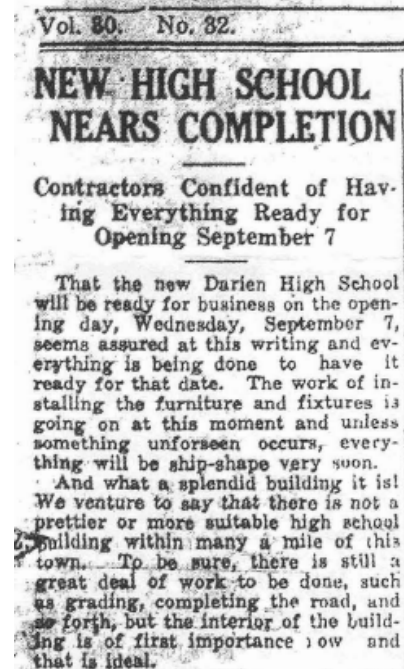 Vol. 30. No. 32.
NEW HIGH SCHOOL
NEARS COMPLETION
Contractors Confident of Hav-
ing Everything Ready for
Opening September 7
That the new Darien High School
will be ready for business on the open-
ing day, Wednesday, September 7,
seems assured at this writing and ev-
erything is being done to have it
ready for that date. The work of in-
stalling the furniture and fixtures is
going on at this moment and unless
something unforseen occurs, every-
thing will be ship-shape very soon.
And what a splendid building it is!
We venture to say that there is not a
prettier or more suitable high school
building within many a mile of this
town. To be sure, there is still a
great deal of work to be done, such
as grading, completing the road, and
so forth, but the interior of the build-
ing is of first importance now and
that is ideal.